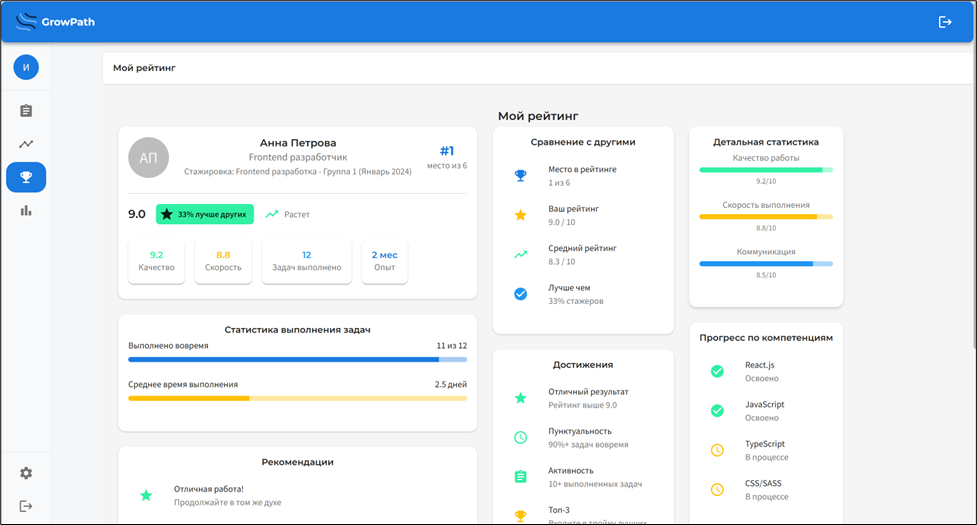 GrowPath
И
Мой рейтинг
Мой рейтинг
АП
Анна Петрова
Frontend разработчик
Стажировка: Frontend разработка - Группа 1 (Январь 2024)
#1
место из 6
9.0
33% лучше других
Растет
9.2
Качество
8.8
Скорость
12
Задач выполнено
2 мес
Опыт
Статистика выполнения задач
Выполнено вовремя
11 из 12
Среднее время выполнения
2.5 дней
Рекомендации
Отличная работа!
Продолжайте в том же духе
Сравнение с другими
Место в рейтинге
1 из 6
Ваш рейтинг
9.0 / 10
Средний рейтинг
8.3 / 10
Лучше чем
33% стажеров
Достижения
Отличный результат
Рейтинг выше 9.0
Пунктуальность
90%+ задач вовремя
Активность
10+ выполненных задач
Топ-3
Входите в тройку лучших
Детальная статистика
Качество работы
9.2/10
Скорость выполнения
8.8/10
Коммуникация
8.5/10
Прогресс по компетенциям
React.js
Освоено
JavaScript
Освоено
TypeScript
В процессе
CSS/SASS
В процессе